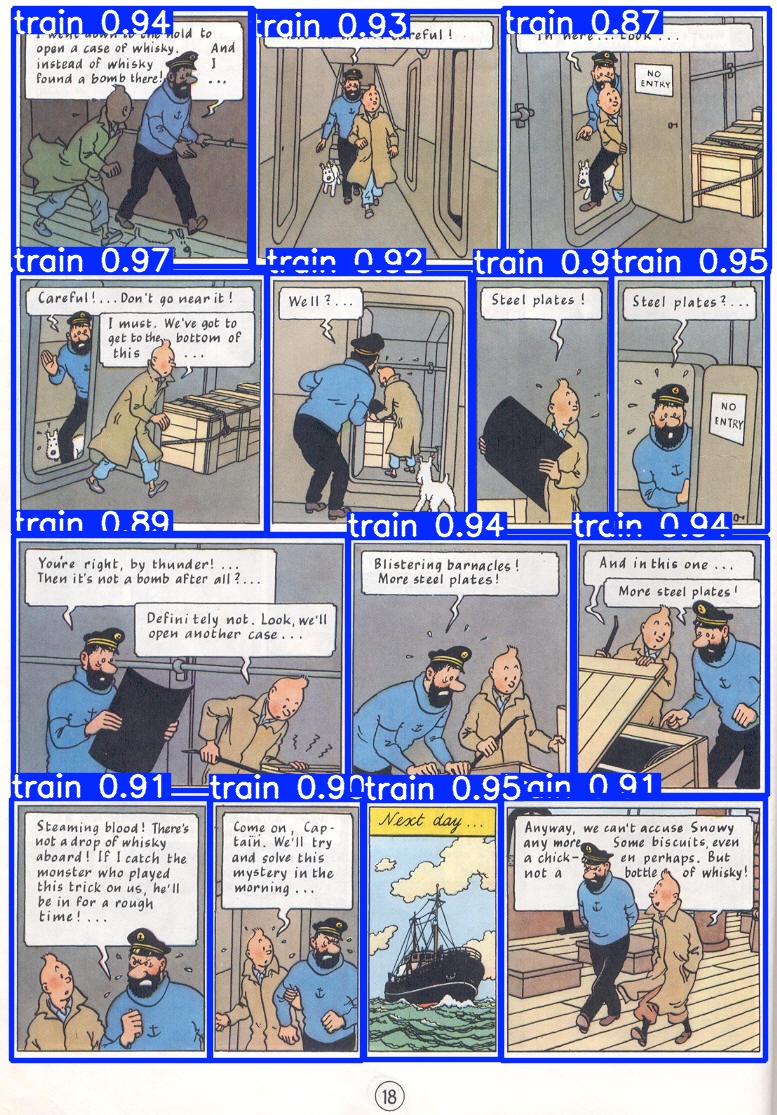 train 0.94
I went down to the hold to
open a case of whisky. And
instead of whisky I
found a bomb there! ...
train 0.93
Careful!
train 0.87
In here... Look...
NO
ENTRY
train 0.97
Careful!... Don't go near it!
I must. We've got to
get to the bottom of
this ...
train 0.92
Well?...
train 0.9
Steel plates!
train 0.95
Steel plates?...
NO
ENTRY
train 0.89
You're right, by thunder! ...
Then it's not a bomb after all?...
Definitely not. Look, we'll
open another case...
train 0.94
Blistering barnacles!
More steel plates!
train 0.94
And in this one ...
More steel plates!
train 0.91
Steaming blood! There's
not a drop of whisky
aboard! If I catch the
monster who played
this trick on us, he'll
be in for a rough
time! ...
train 0.90
Come on, Cap-
tain. We'll try
and solve this
mystery in the
morning ...
train 0.95
Next day...
train 0.91
Anyway, we can't accuse Snowy
any more Some biscuits, even
a chick- en perhaps. But
not a bottle of whisky!
18